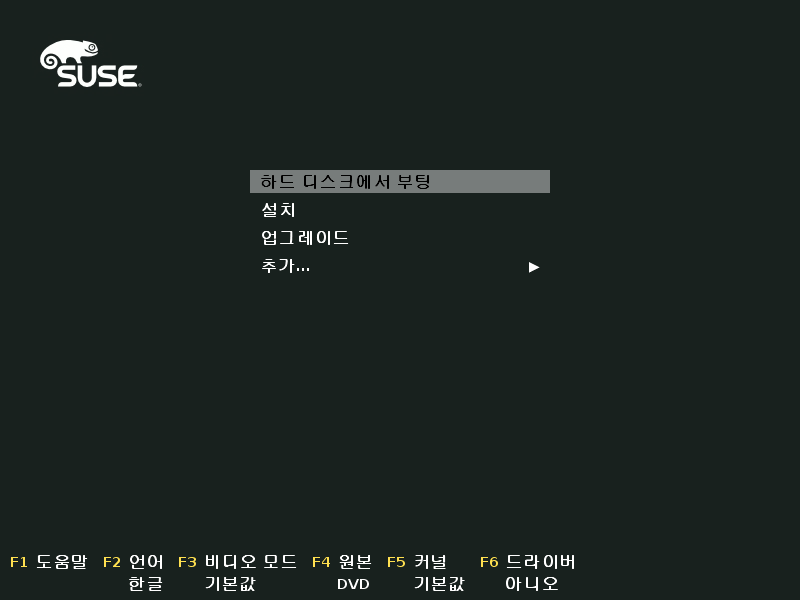 SUSE
하드 디스크에서 부팅
설치
업그레이드
추가...
F1 도움말 F2 언어 F3 비디오 모드 F4 원본 F5 커널 F6 드라이버
한글 기본값 DVD 기본값 아니오